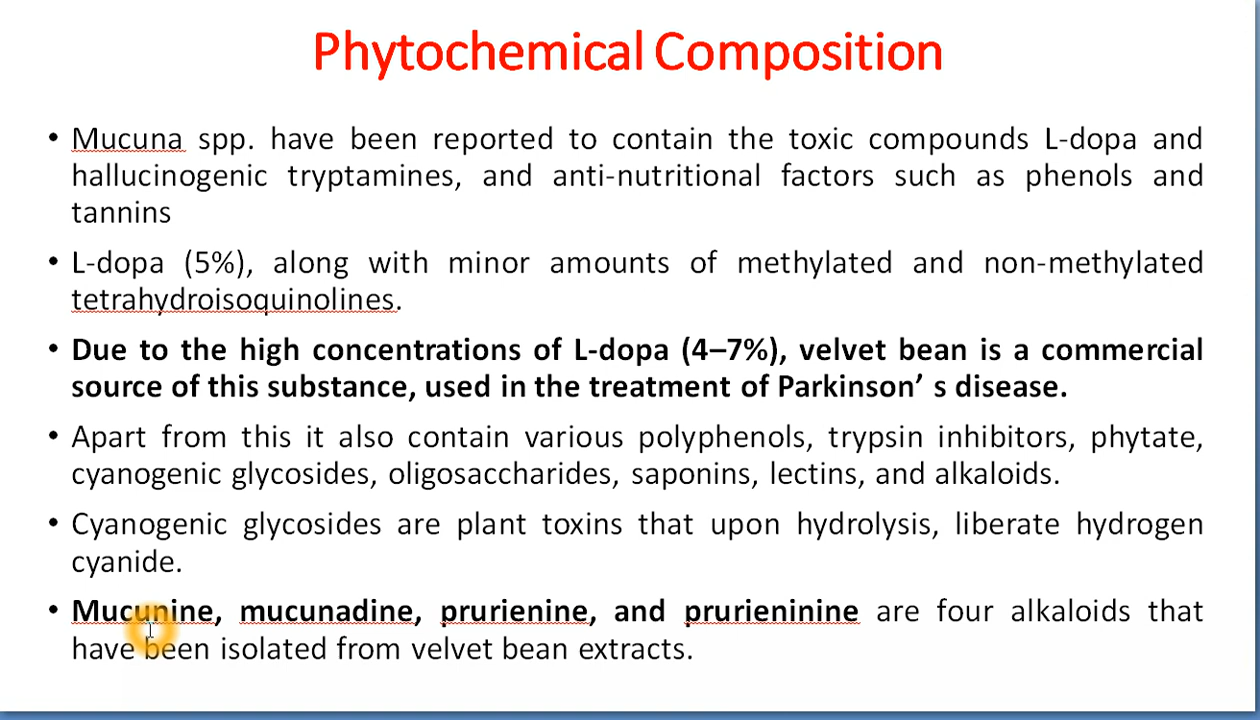 Phytochemical Composition
• Mucuna spp. have been reported to contain the toxic compounds L-dopa and
hallucinogenic tryptamines, and anti-nutritional factors such as phenols and
tannins
• L-dopa (5%), along with minor amounts of methylated and non-methylated
tetrahydroisoquinolines.
• Due to the high concentrations of L-dopa (4–7%), velvet bean is a commercial
source of this substance, used in the treatment of Parkinson’ s disease.
• Apart from this it also contain various polyphenols, trypsin inhibitors, phytate,
cyanogenic glycosides, oligosaccharides, saponins, lectins, and alkaloids.
• Cyanogenic glycosides are plant toxins that upon hydrolysis, liberate hydrogen
cyanide.
• Mucunine, mucunadine, prurienine, and prurieninine are four alkaloids that
have been isolated from velvet bean extracts.